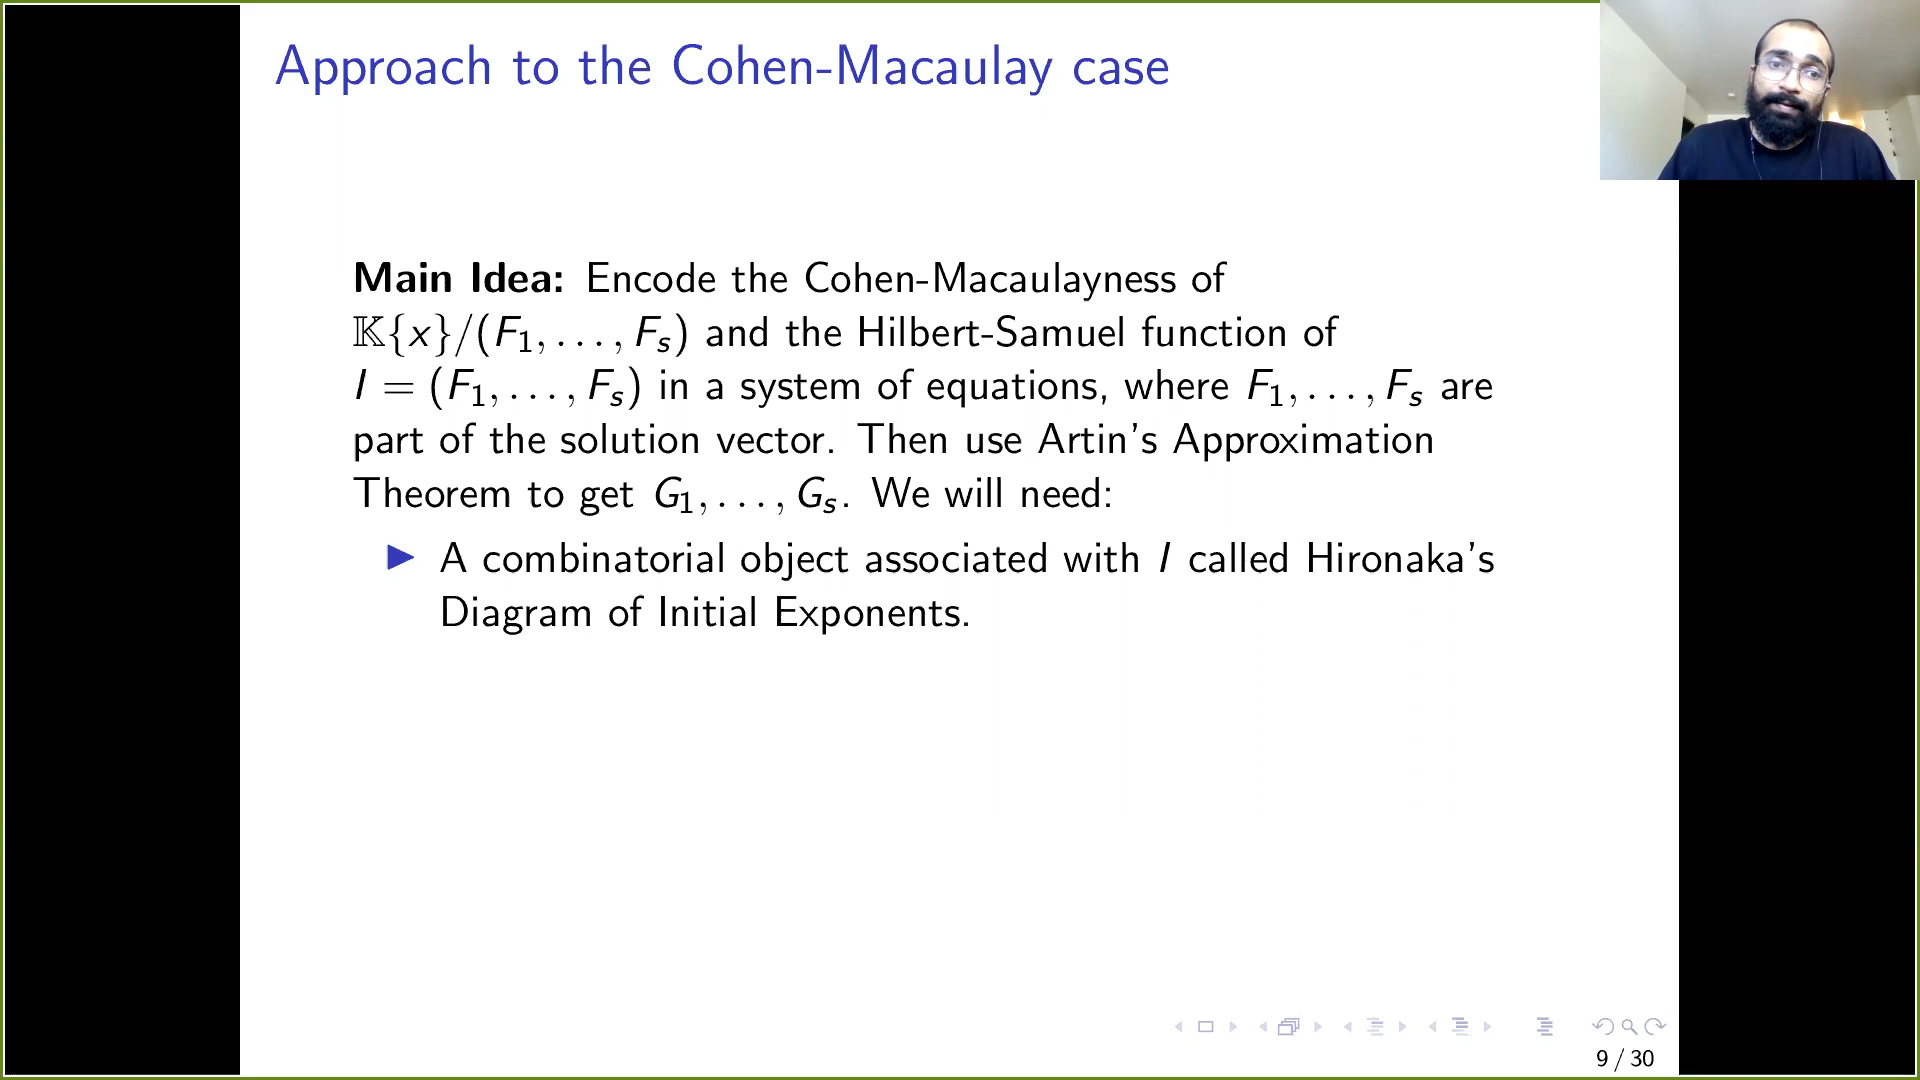 Approach to the Cohen-Macaulay case
Main Idea: Encode the Cohen-Macaulayness of
𝕂{x}/(F₁, . . . , Fₛ) and the Hilbert-Samuel function of
I = (F₁, . . . , Fₛ) in a system of equations, where F₁, . . . , Fₛ are
part of the solution vector. Then use Artin's Approximation
Theorem to get G₁, . . . , Gₛ. We will need:
▶ A combinatorial object associated with I called Hironaka's
Diagram of Initial Exponents.
9 / 30